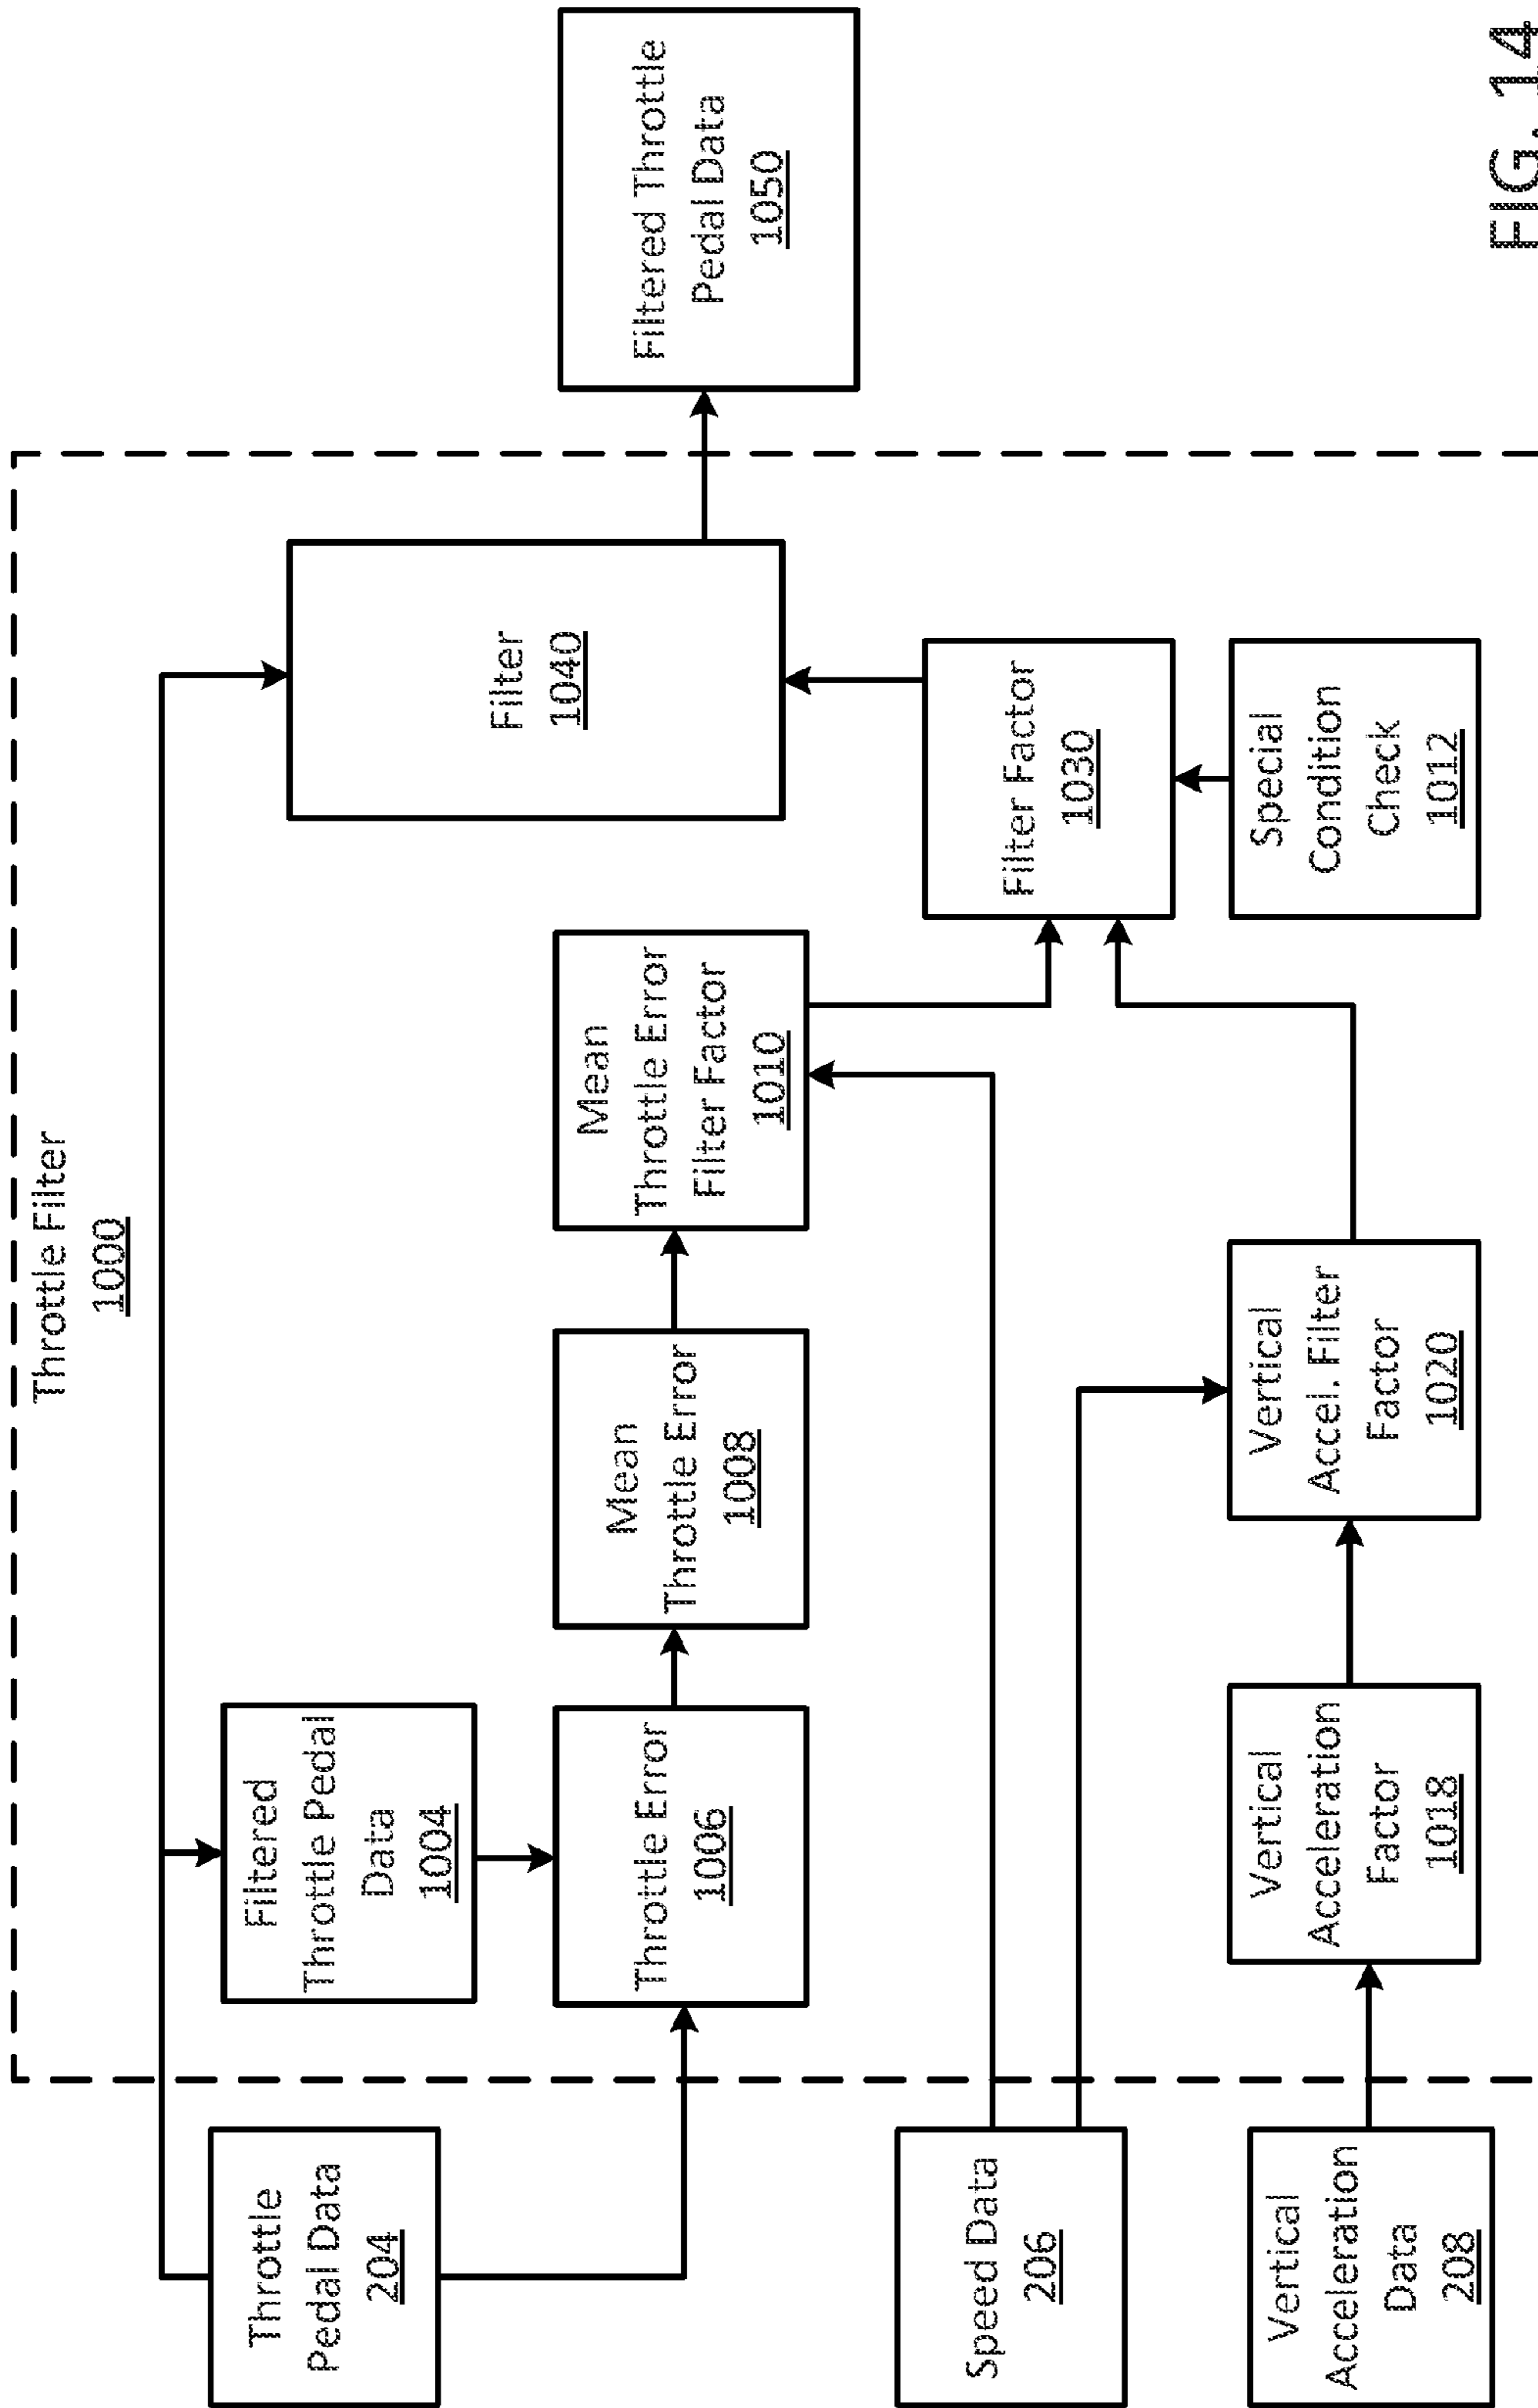 Throttle Filter
1000
Throttle
Pedal Data
204
Filtered
Throttle Pedal
Data
1004
Throttle Error
1006
Mean
Throttle Error
1008
Mean
Throttle Error
Filter Factor
1010
Filter
1040
Filtered Throttle
Pedal Data
1050
Speed Data
206
Filter Factor
1030
Vertical
Acceleration
Data
208
Vertical
Acceleration
Factor
1018
Vertical
Accel. Filter
Factor
1020
Special
Condition
Check
1012
FIG. 14